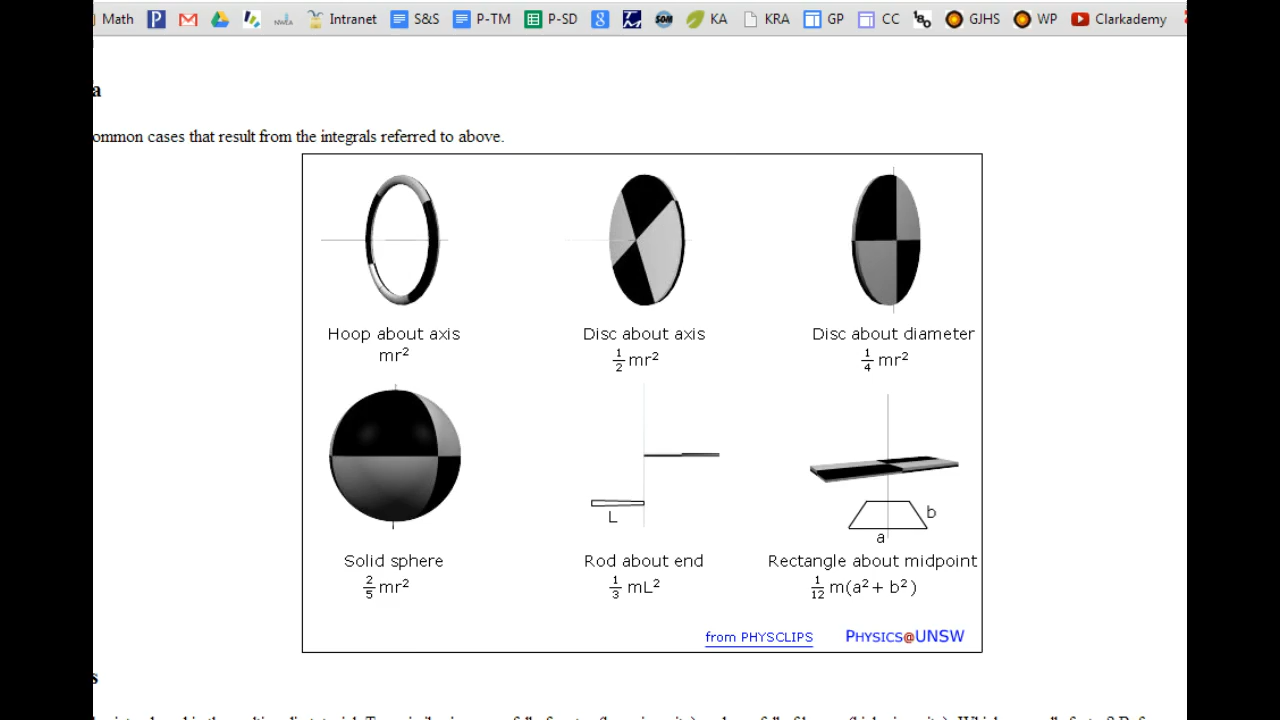 Math P NWEA Intranet S&S P-TM P-SD 8 SOM KA KRA GP CC GJHS WP Clarkademy
a
ommon cases that result from the integrals referred to above.
Hoop about axis
mr²
Disc about axis
1/2 mr²
Disc about diameter
1/4 mr²
L
b
a
Solid sphere
2/5 mr²
Rod about end
1/3 mL²
Rectangle about midpoint
1/12 m(a² + b²)
from PHYSCLIPS
PHYSICS@UNSW
s